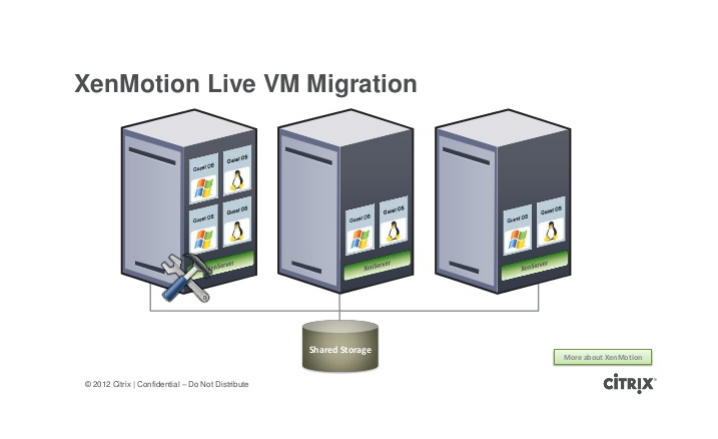 XenMotion Live VM Migration
Guest OS Guest OS
Guest OS Guest OS
Guest OS Guest OS
Guest OS Guest OS
XenServer XenServer XenServer
Shared Storage
More about XenMotion
© 2012 Citrix | Confidential – Do Not Distribute
CITRIX